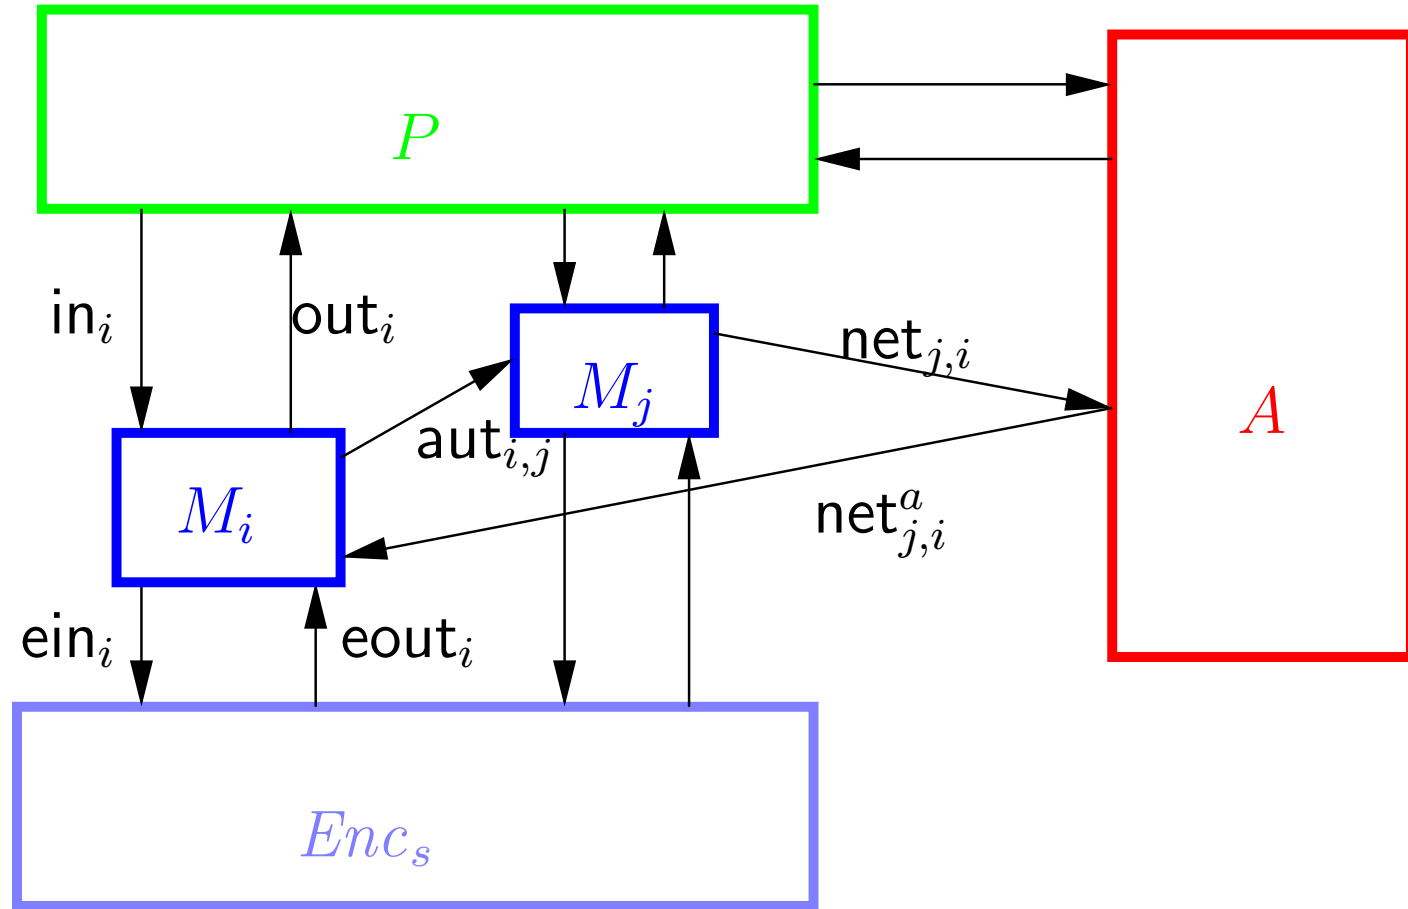 P
in_i
out_i
net_{j,i}
M_j
A
aut_{i,j}
M_i
net^a_{j,i}
ein_i
eout_i
Enc_s